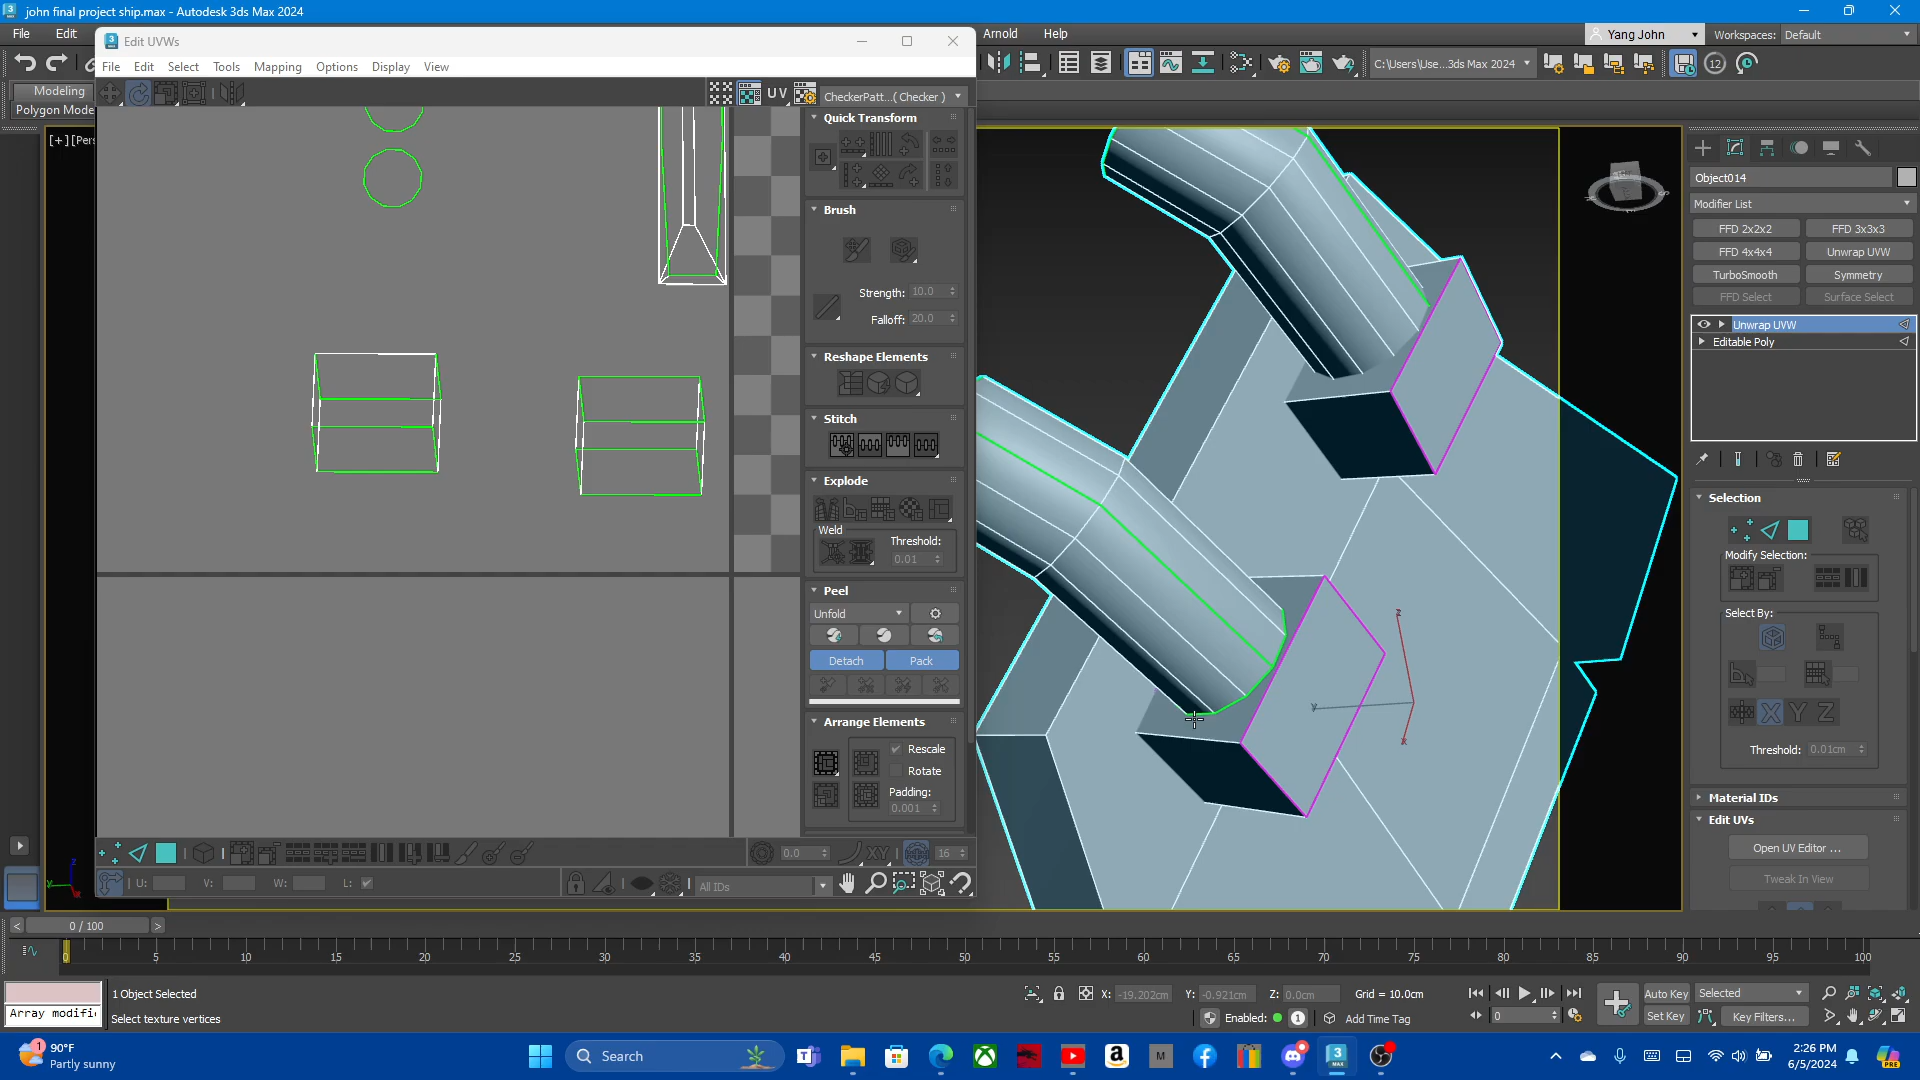 john final project ship.max - Autodesk 3ds Max 2024
File Edit
Arnold Help
Yang John
Workspaces: Default
Edit UVWs
File Edit Select Tools Mapping Options Display View
C:\Users\Use...3ds Max 2024
12
Modeling
Polygon Mode
UV
CheckerPatt...( Checker )
[+][Pers
Quick Transform
Brush
Strength: 10.0
Falloff: 20.0
Reshape Elements
Stitch
Explode
Weld
Threshold:
0.01
Peel
Unfold
Detach Pack
Arrange Elements
Rescale
Rotate
Padding:
0.001
0.0
XY
16
U: V: W: L:
All IDs
z
y
x
Object014
Modifier List
FFD 2x2x2 FFD 3x3x3
FFD 4x4x4 Unwrap UVW
TurboSmooth Symmetry
FFD Select Surface Select
Unwrap UVW
Editable Poly
Selection
Modify Selection:
Select By:
X Y Z
Threshold: 0.01cm
Material IDs
Edit UVs
Open UV Editor ...
Tweak In View
< 0 / 100 >
0 5 10 15 20 25 30 35 40 45 50 55 60 65 70 75 80 85 90 95 100
1 Object Selected
Array modifi
Select texture vertices
X: -19.202cm Y: -0.921cm Z: 0.0cm Grid = 10.0cm
Enabled: 1 Add Time Tag
0
Auto Key Selected
Set Key Key Filters...
90°F
Partly sunny
Search
2:26 PM
6/5/2024